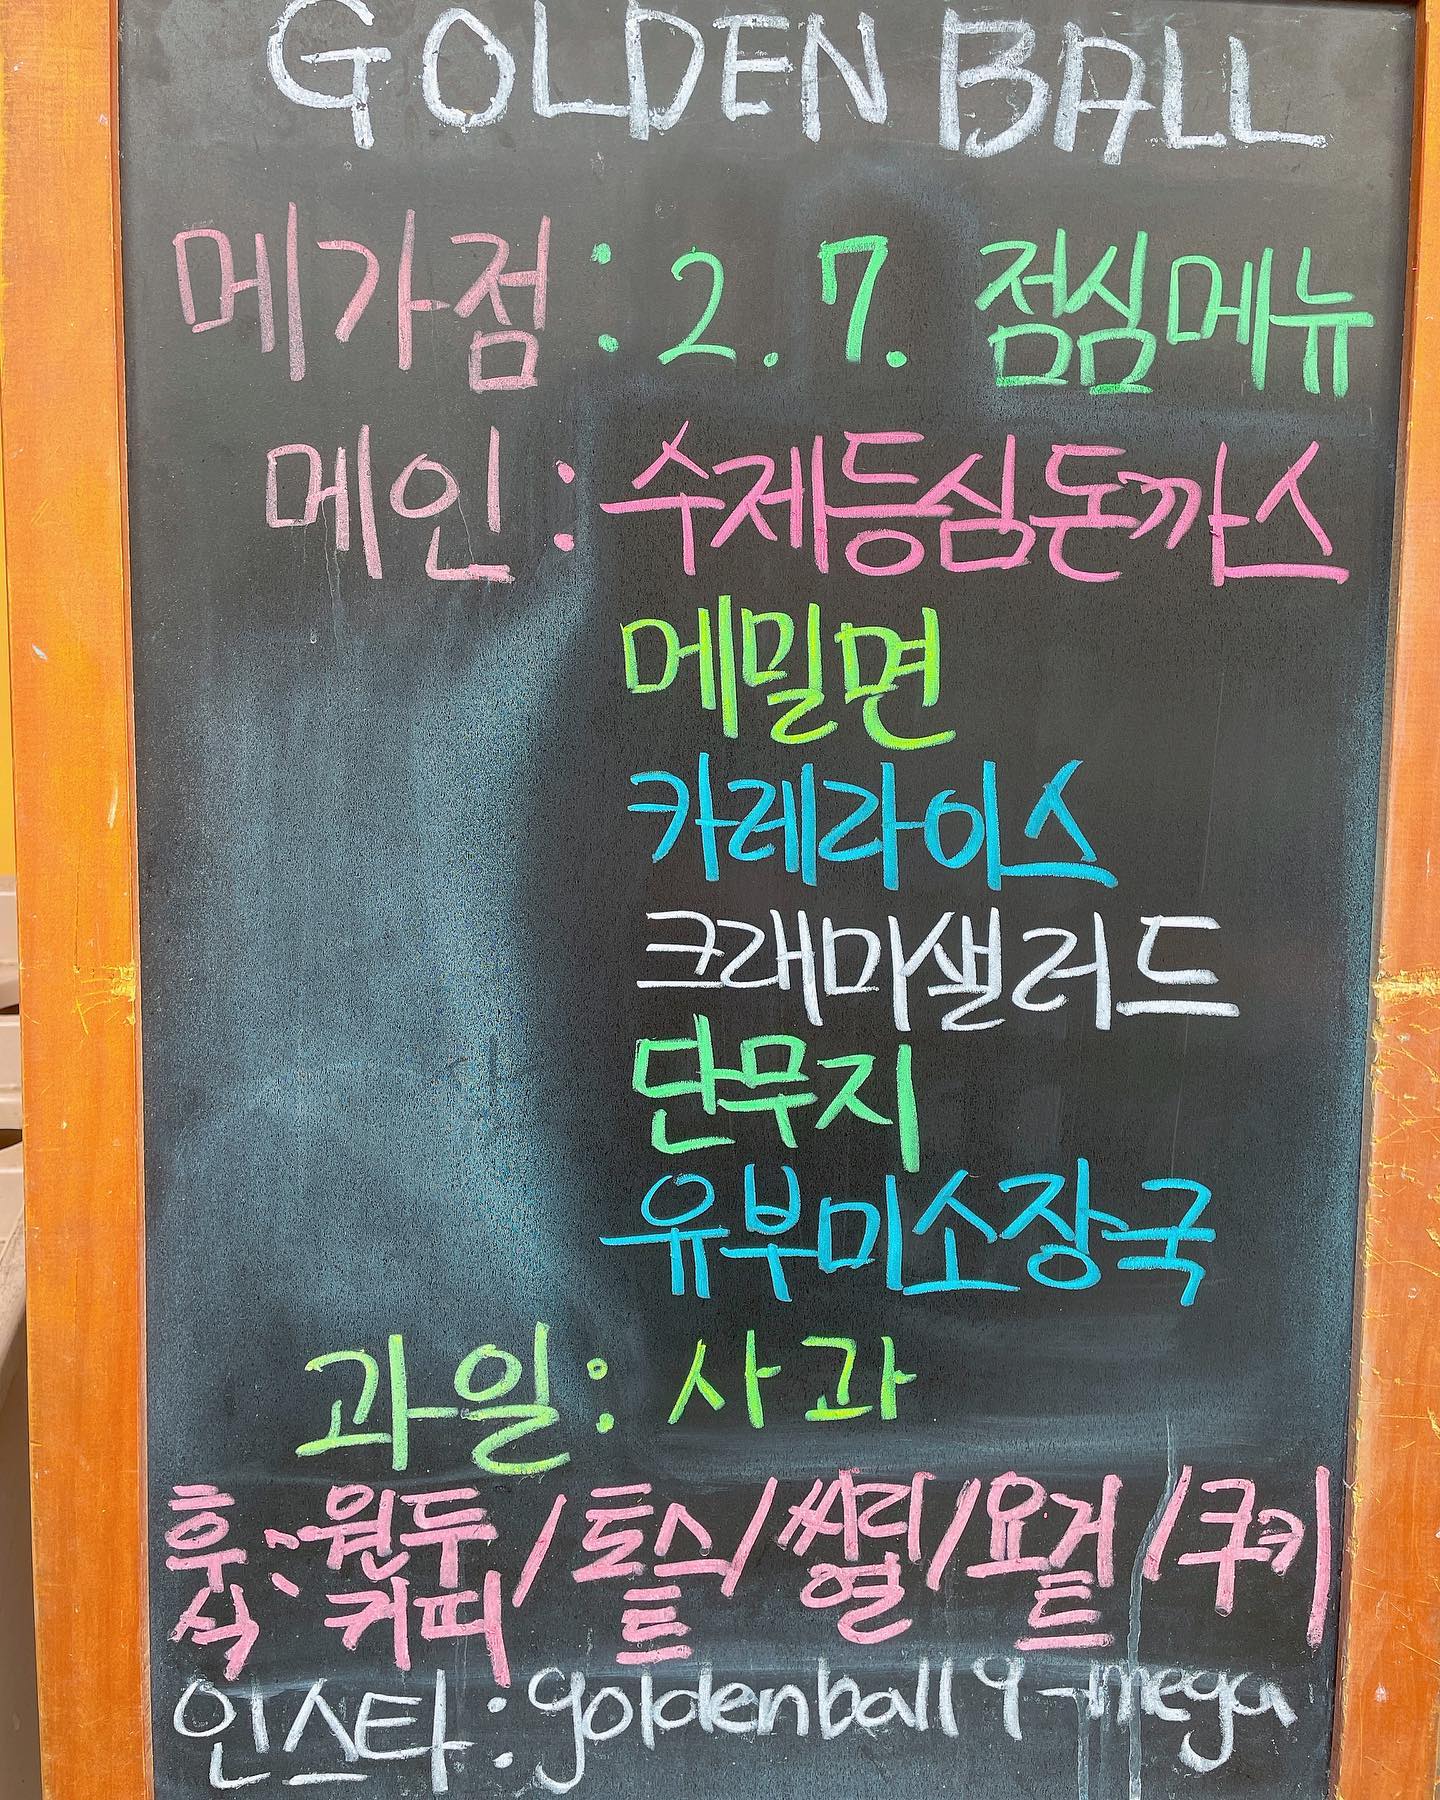 GOLDEN BALL
메가점 : 2. 7. 점심메뉴
메인 : 수제등심돈까스
메밀면
카레라이스
크래미샐러드
단무지
유부미소장국
과일 : 사과
후식 : 원두커피 / 토스트 / 씨리열 / 요거트 / 쿠키
인스타 : goldenball9_mega